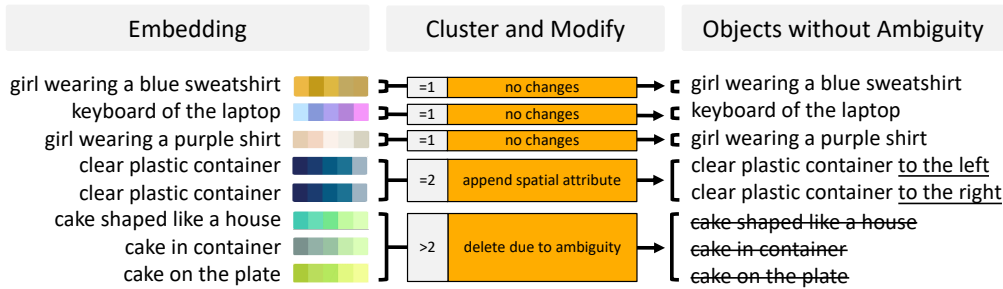 Embedding
Cluster and Modify
Objects without Ambiguity
girl wearing a blue sweatshirt =1 no changes girl wearing a blue sweatshirt
keyboard of the laptop =1 no changes keyboard of the laptop
girl wearing a purple shirt =1 no changes girl wearing a purple shirt
clear plastic container clear plastic container to the left
=2 append spatial attribute
clear plastic container clear plastic container to the right
cake shaped like a house cake shaped like a house
cake in container >2 delete due to ambiguity cake in container
cake on the plate cake on the plate